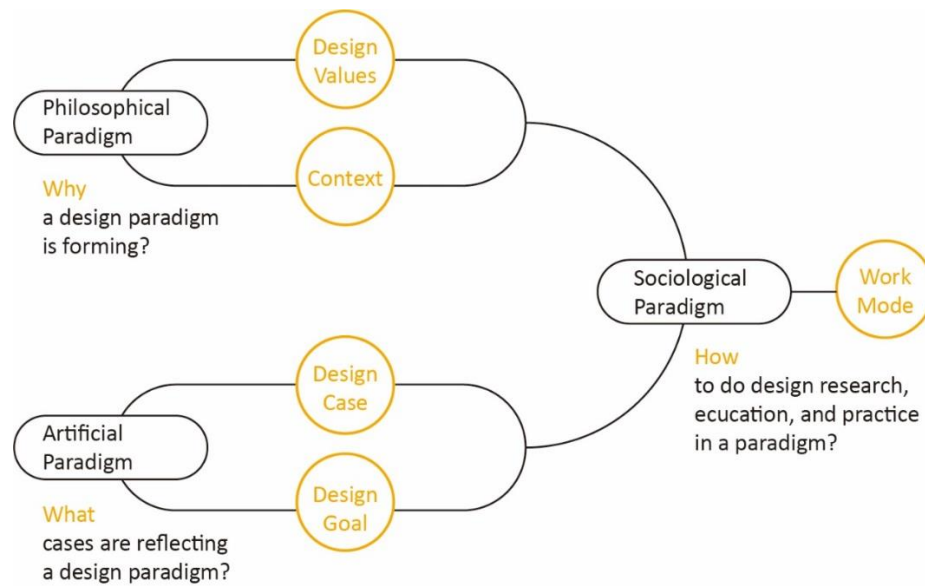 Design
Values
Philosophical
Paradigm
Context
Why
a design paradigm
is forming?
Sociological
Paradigm
Work
Mode
How
to do design research,
ecucation, and practice
in a paradigm?
Design
Case
Artificial
Paradigm
Design
Goal
What
cases are reflecting
a design paradigm?